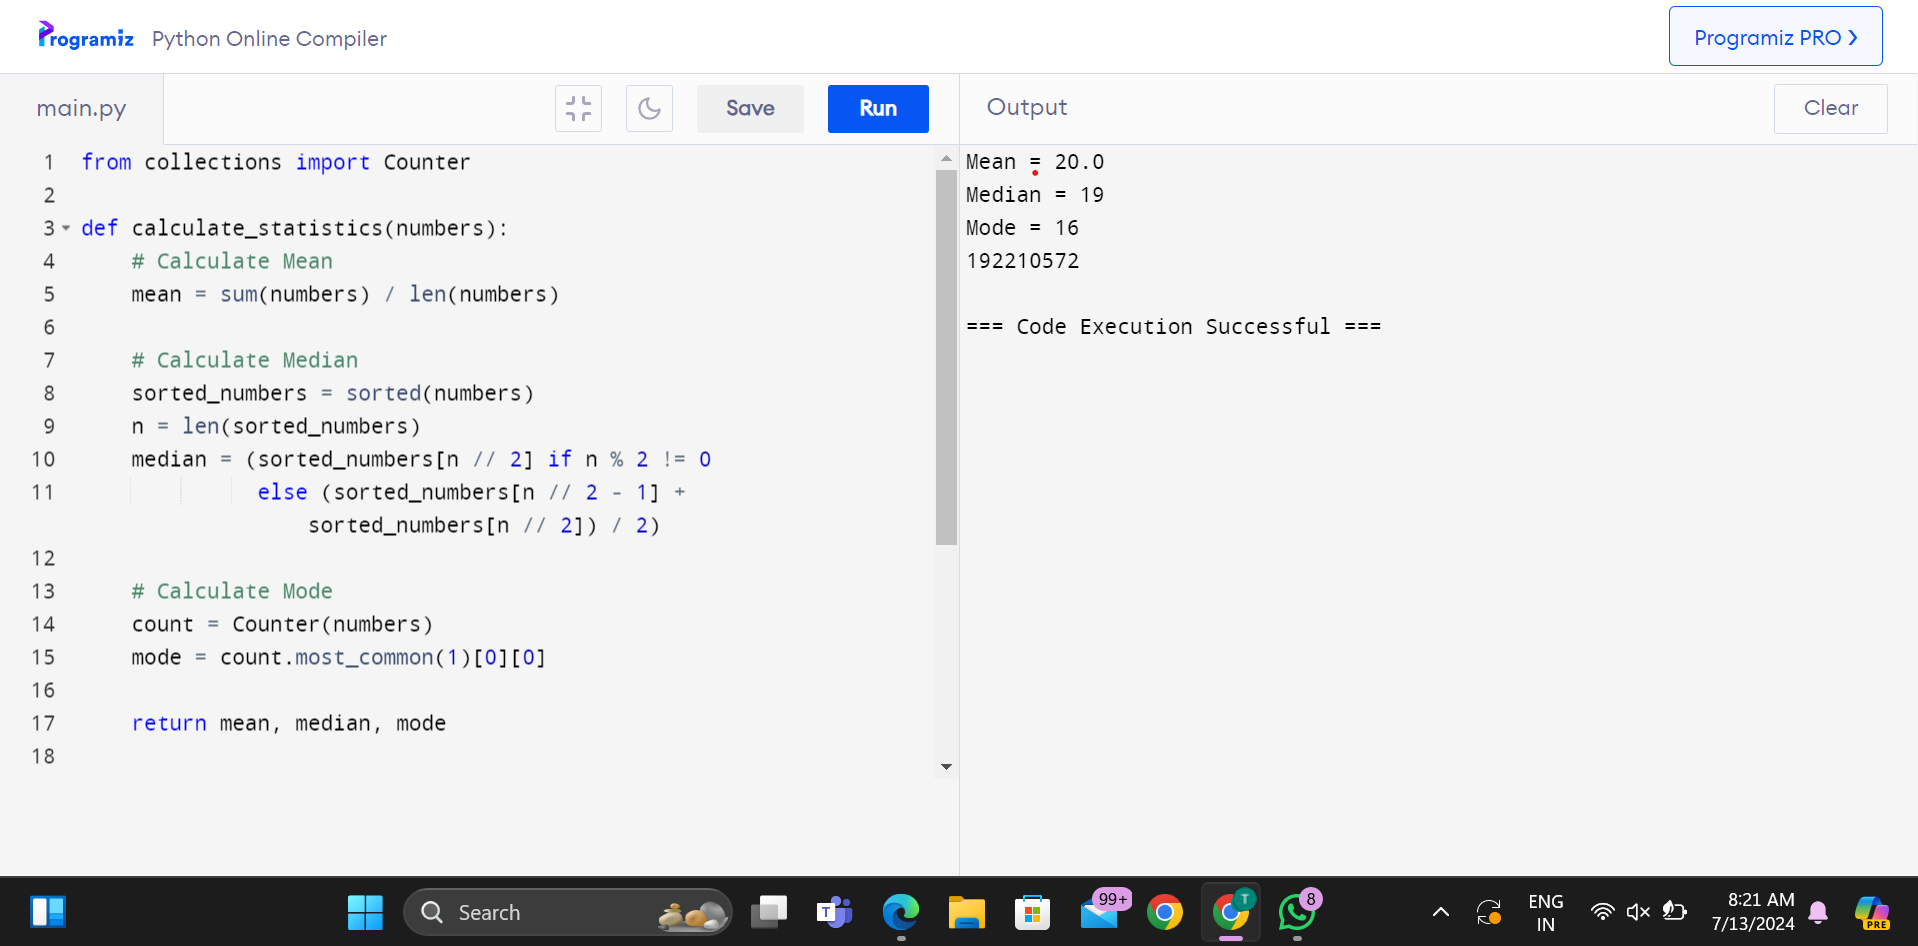 Programiz Python Online Compiler
Programiz PRO
main.py
Save
Run
Output
Clear
1 from collections import Counter
2
3 def calculate_statistics(numbers):
4 # Calculate Mean
5 mean = sum(numbers) / len(numbers)
6
7 # Calculate Median
8 sorted_numbers = sorted(numbers)
9 n = len(sorted_numbers)
10 median = (sorted_numbers[n // 2] if n % 2 != 0
11 else (sorted_numbers[n // 2 - 1] +
sorted_numbers[n // 2]) / 2)
12
13 # Calculate Mode
14 count = Counter(numbers)
15 mode = count.most_common(1)[0][0]
16
17 return mean, median, mode
18
Mean = 20.0
Median = 19
Mode = 16
192210572
=== Code Execution Successful ===
Search
T
99+
T
8
ENG
IN
8:21 AM
7/13/2024
PRE